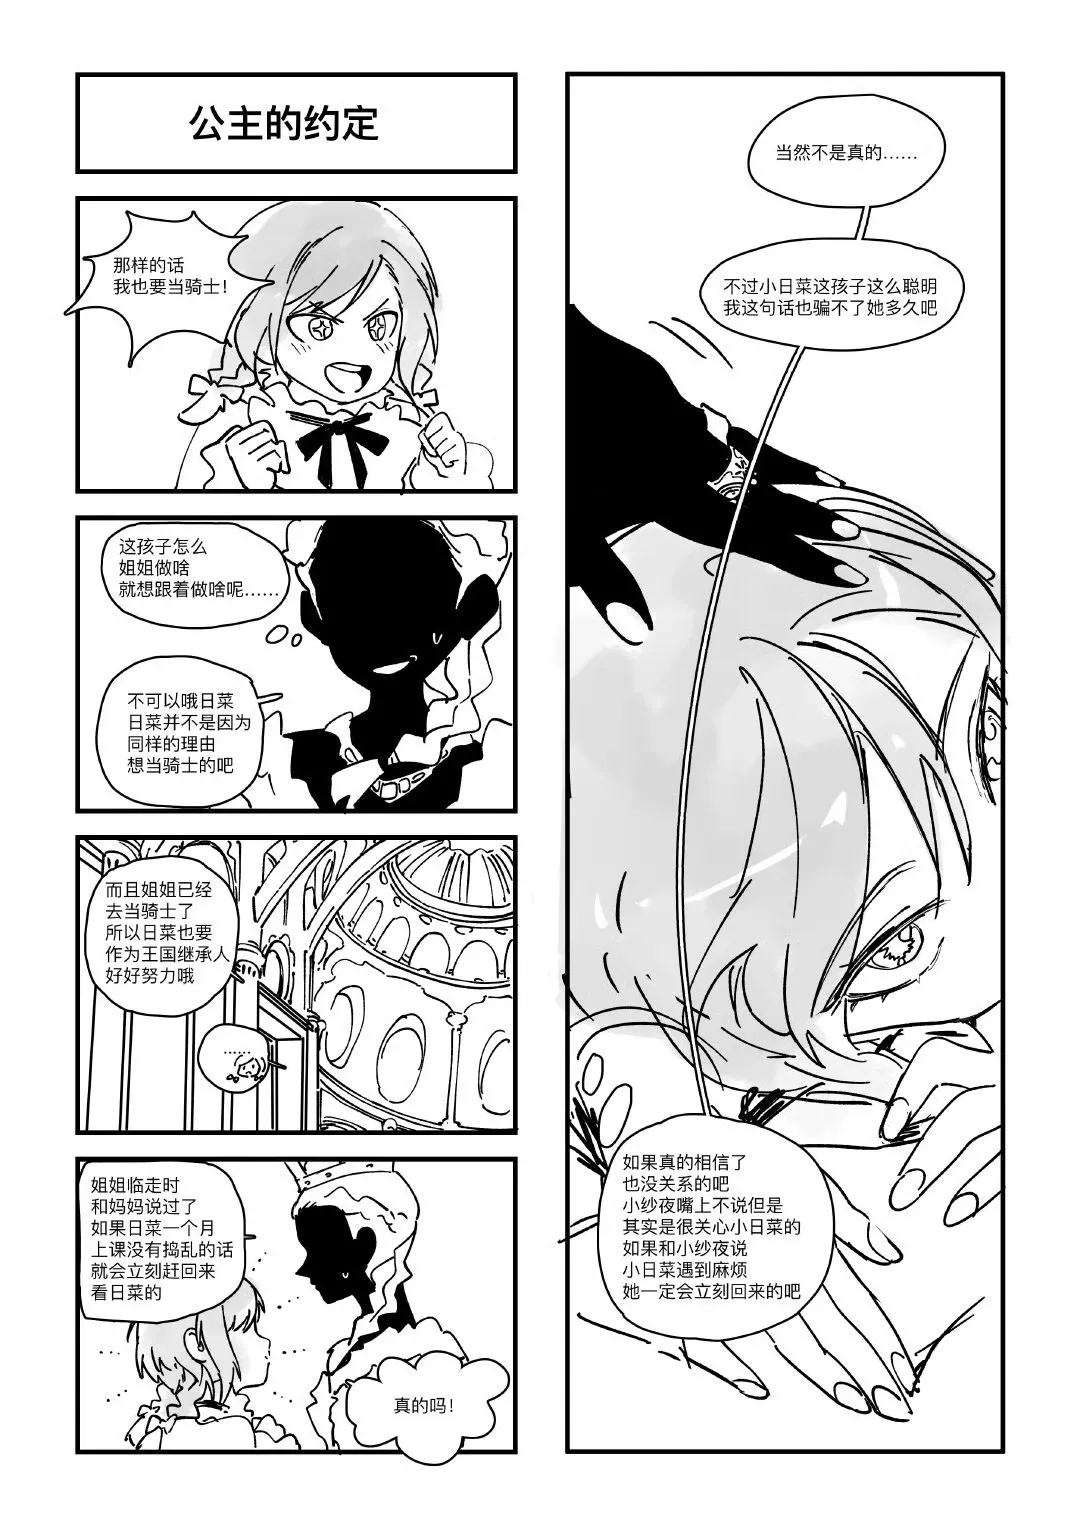 公主的约定
那样的话
我也要当骑士！
这孩子怎么
姐姐做啥
就想跟着做啥呢……
不可以哦日菜
日菜并不是因为
同样的理由
想当骑士的吧
而且姐姐已经
去当骑士了
所以日菜也要
作为王国继承人
好好努力哦
……
姐姐临走时
和妈妈说过了
如果日菜一个月
上课没有捣乱的话
就会立刻赶回来
看日菜的
真的吗！
当然不是真的……
不过小日菜这孩子这么聪明
我这句话也骗不了她多久吧
如果真的相信了
也没关系的吧
小纱夜嘴上不说但是
其实是很关心小日菜的
如果和小纱夜说
小日菜遇到麻烦
她一定会立刻回来的吧